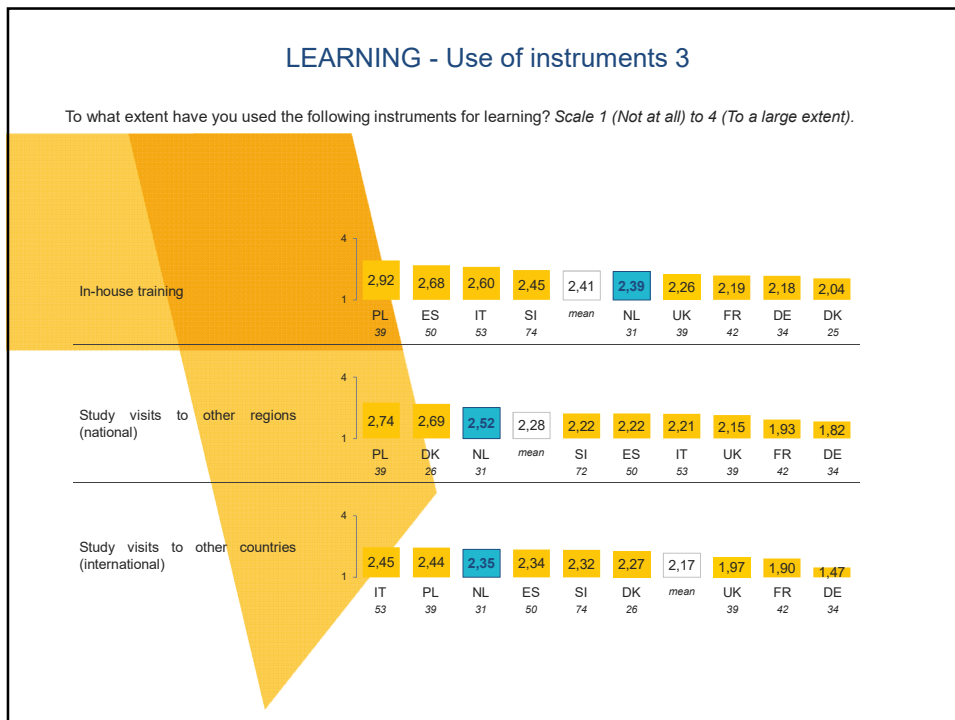 LEARNING - Use of instruments 3
To what extent have you used the following instruments for learning? Scale 1 (Not at all) to 4 (To a large extent).
4
In-house training
2,92 2,68 2,60 2,45 2,41 2,39 2,26 2,19 2,18 2,04
1
PL ES IT SI mean NL UK FR DE DK
39 50 53 74 31 39 42 34 25
4
Study visits to other regions
(national)
2,74 2,69 2,52 2,28 2,22 2,22 2,21 2,15 1,93 1,82
1
PL DK NL mean SI ES IT UK FR DE
39 26 31 72 50 53 39 42 34
4
Study visits to other countries
(international)
2,45 2,44 2,35 2,34 2,32 2,27 2,17 1,97 1,90 1,47
1
IT PL NL ES SI DK mean UK FR DE
53 39 31 50 74 26 39 42 34